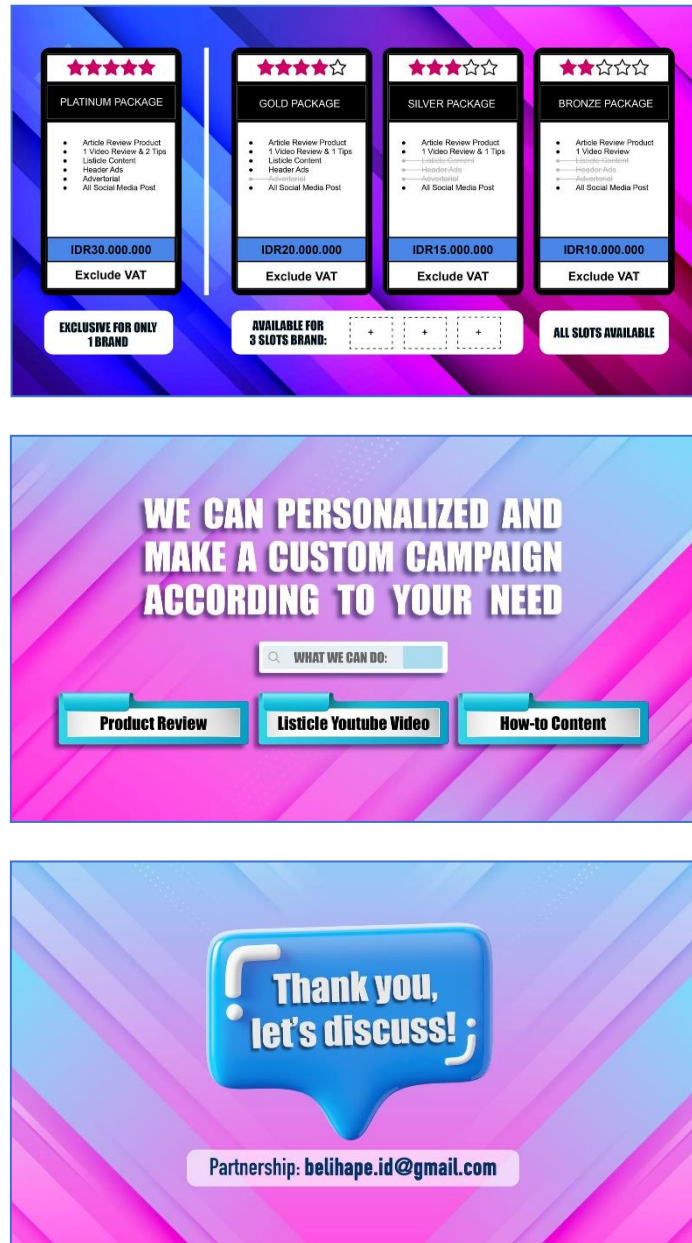 PLATINUM PACKAGE
Article Review Product
1 Video Review & 2 Tips
Listicle Content
Header Ads
Advertorial
All Social Media Post
IDR30.000.000
Exclude VAT
EXCLUSIVE FOR ONLY
1 BRAND
GOLD PACKAGE
Article Review Product
1 Video Review & 1 Tips
Listicle Content
Header Ads
Advertorial
All Social Media Post
IDR20.000.000
Exclude VAT
SILVER PACKAGE
Article Review Product
1 Video Review & 1 Tips
Listicle Content
Header Ads
Advertorial
All Social Media Post
IDR15.000.000
Exclude VAT
AVAILABLE FOR
3 SLOTS BRAND:
+ + +
BRONZE PACKAGE
Article Review Product
1 Video Review
Listicle Content
Header Ads
Advertorial
All Social Media Post
IDR10.000.000
Exclude VAT
ALL SLOTS AVAILABLE
WE CAN PERSONALIZED AND
MAKE A CUSTOM CAMPAIGN
ACCORDING TO YOUR NEED
WHAT WE CAN DO:
Product Review
Listicle Youtube Video
How-to Content
Thank you,
let's discuss!
Partnership: belihape.id@gmail.com